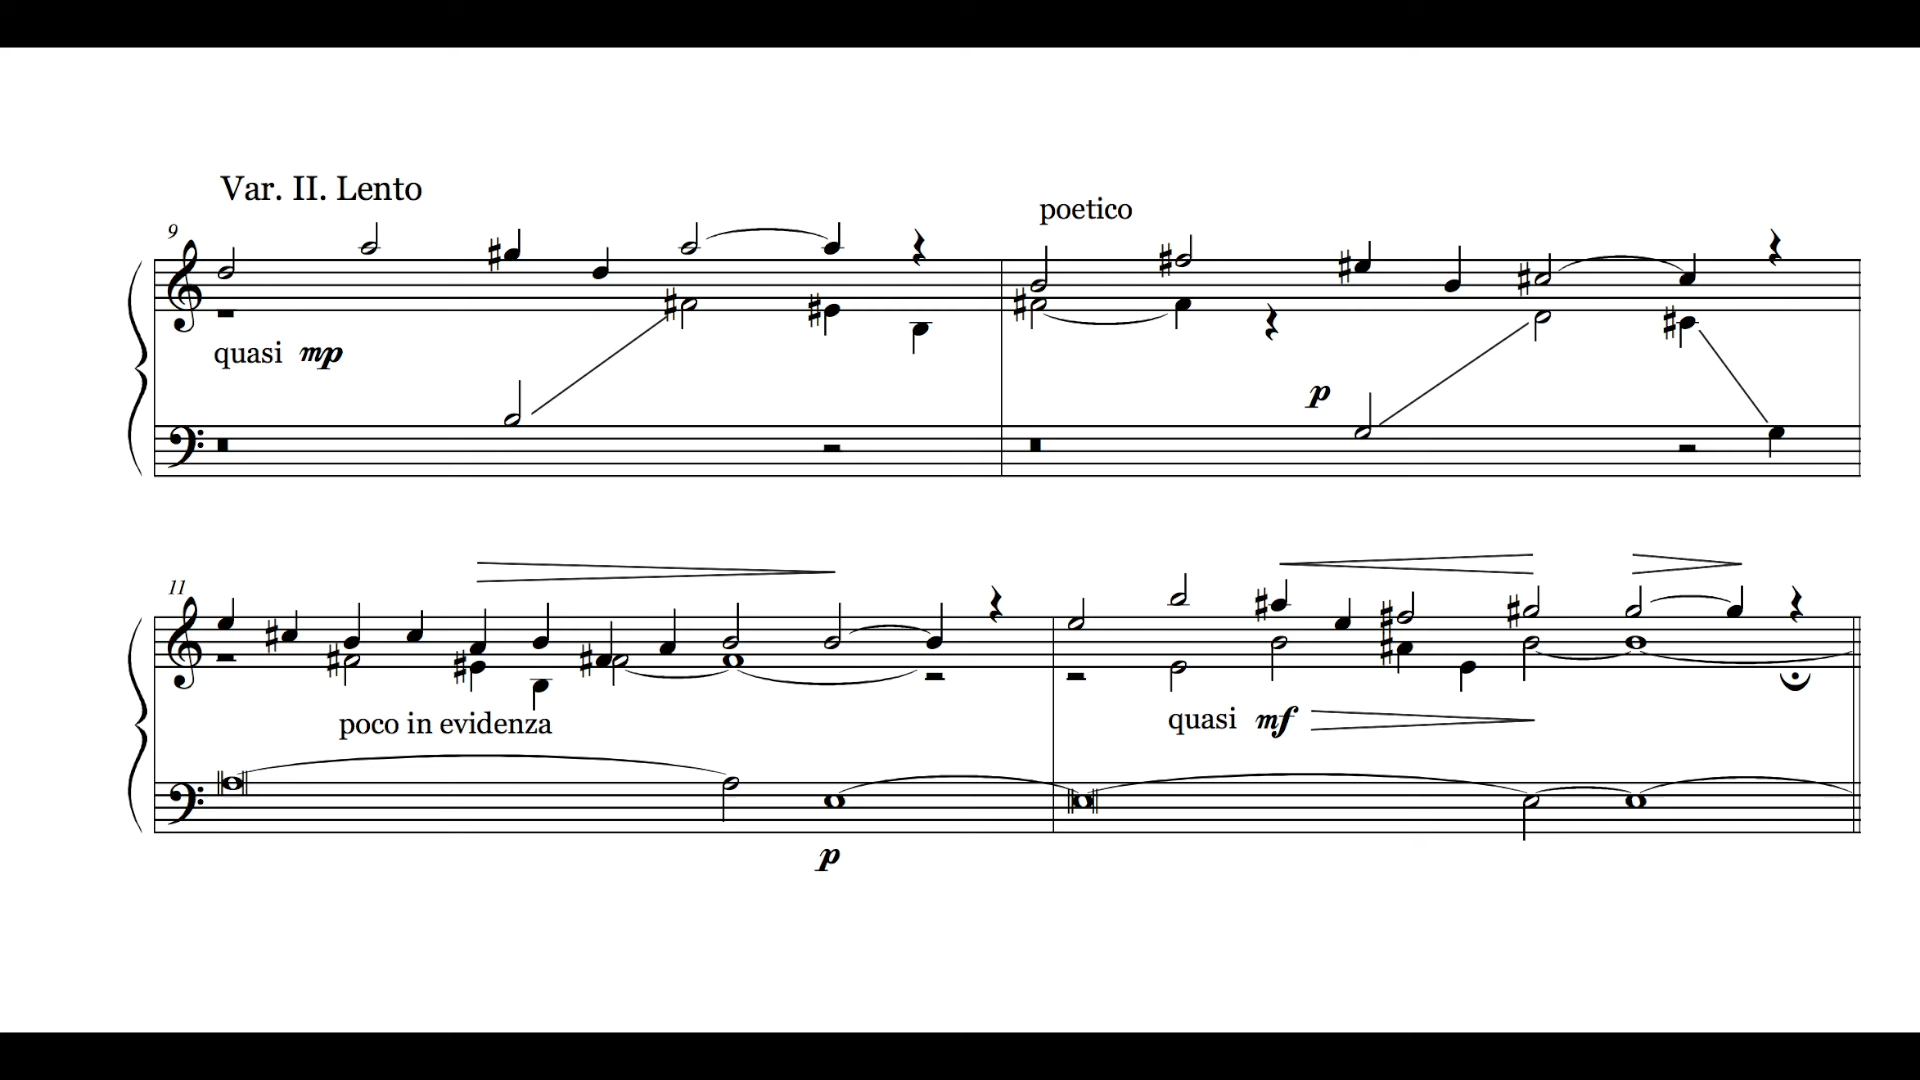 Var. II. Lento
poetico
9
quasi mp
p
11
poco in evidenza
quasi mf
p